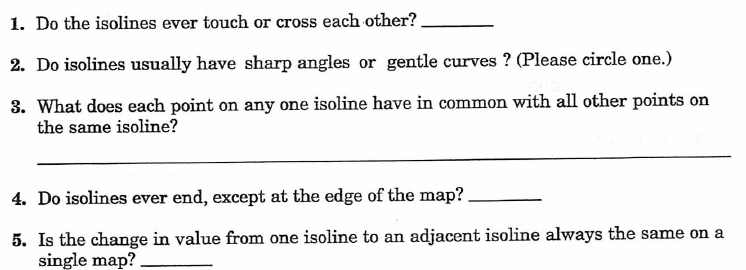 1. Do the isolines ever touch or cross each other? ________
2. Do isolines usually have sharp angles or gentle curves ? (Please circle one.)
3. What does each point on any one isoline have in common with all other points on
the same isoline?
4. Do isolines ever end, except at the edge of the map? ________
5. Is the change in value from one isoline to an adjacent isoline always the same on a
single map? ________